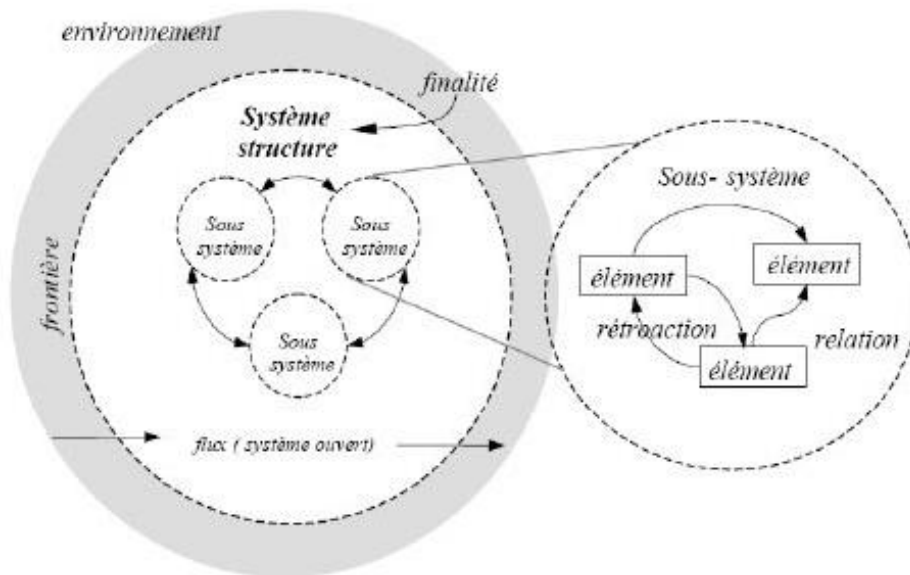 environnement
finalité
Système
structure
Sous
système
Sous
système
Sous
système
frontière
flux ( système ouvert)
Sous- système
élément
élément
rétroaction
relation
élément